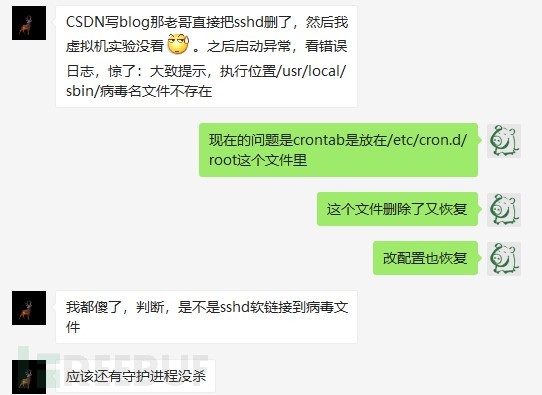 CSDN写blog那老哥直接把sshd删了，然后我
虚拟机实验没看 。之后启动异常，看错误
日志，惊了：大致提示，执行位置/usr/local/
sbin/病毒名文件不存在
现在的问题是crontab是放在/etc/cron.d/
root这个文件里
这个文件删除了又恢复
改配置也恢复
我都傻了，判断，是不是sshd软链接到病毒文
件
应该还有守护进程没杀
FREEBUF